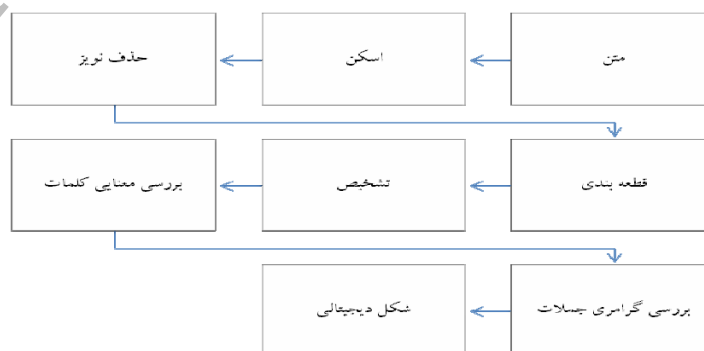 متن
اسکن
حذف نویز
قطعه بندی
تشخیص
بررسی معنایی کلمات
بررسی گرامری جملات
شکل دیجیتالی